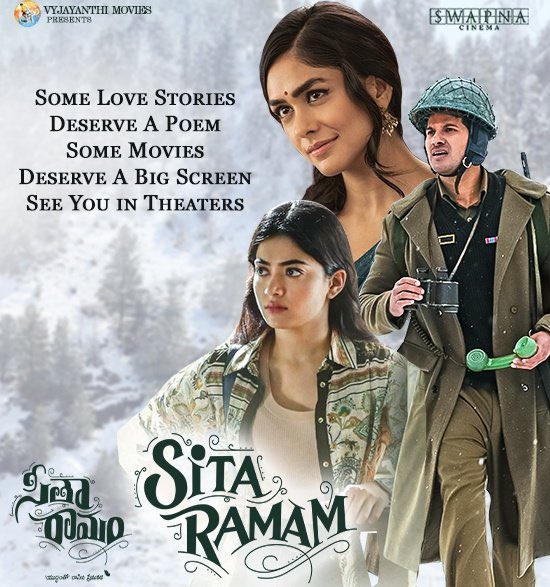 VYJAYANTHI MOVIES
PRESENTS
SWAPNA
CINEMA
SOME LOVE STORIES
DESERVE A POEM
SOME MOVIES
DESERVE A BIG SCREEN
SEE YOU IN THEATERS
SITA
RAMAM
సీతా
రామం
యుద్ధంతో రాసిన ప్రేమకథ